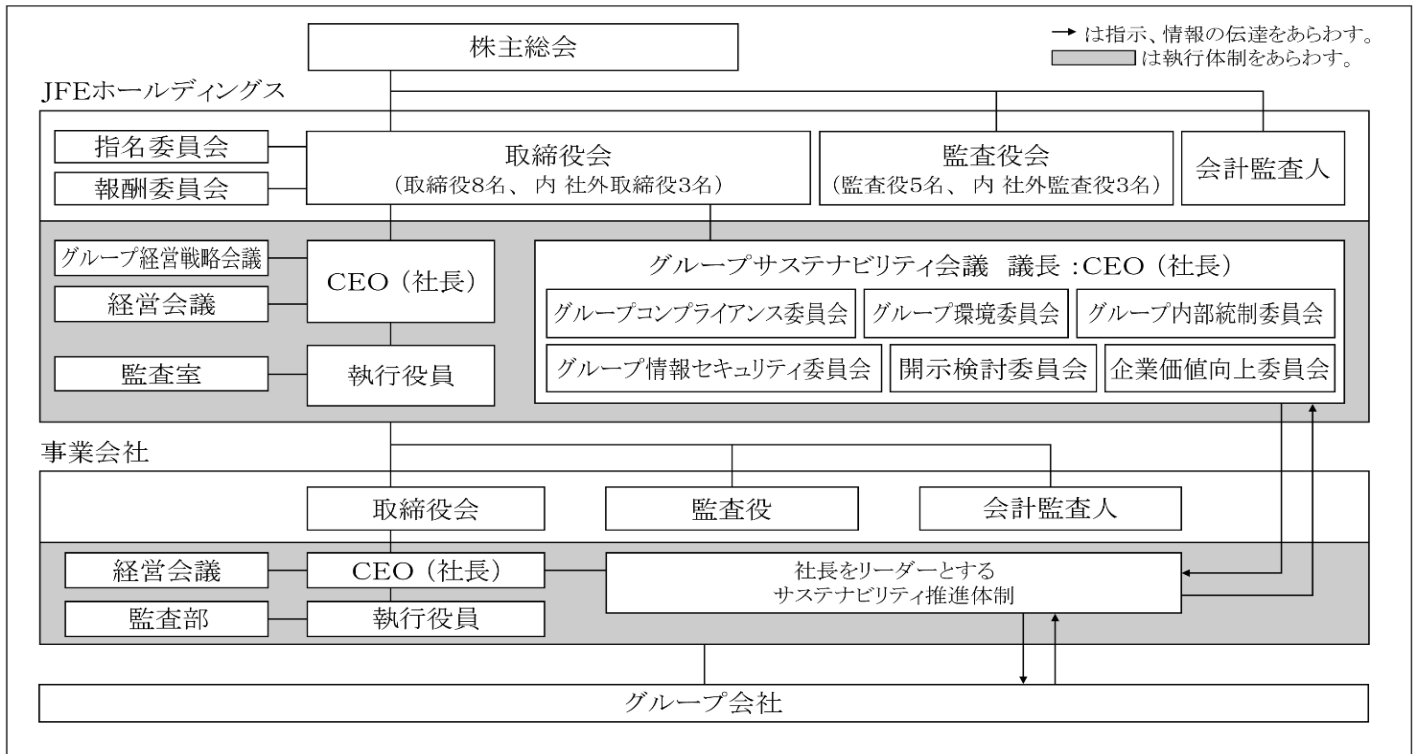 株主総会
→ は指示、情報の伝達をあらわす。
は執行体制をあらわす。
JFEホールディングス
指名委員会
報酬委員会
取締役会
(取締役8名、内 社外取締役3名)
監査役会
(監査役5名、内 社外監査役3名)
会計監査人
グループ経営戦略会議
経営会議
監査室
CEO (社長)
執行役員
グループサステナビリティ会議 議長 :CEO (社長)
グループコンプライアンス委員会
グループ環境委員会
グループ内部統制委員会
グループ情報セキュリティ委員会
開示検討委員会
企業価値向上委員会
事業会社
取締役会
監査役
会計監査人
経営会議
CEO (社長)
監査部
執行役員
社長をリーダーとする
サステナビリティ推進体制
グループ会社